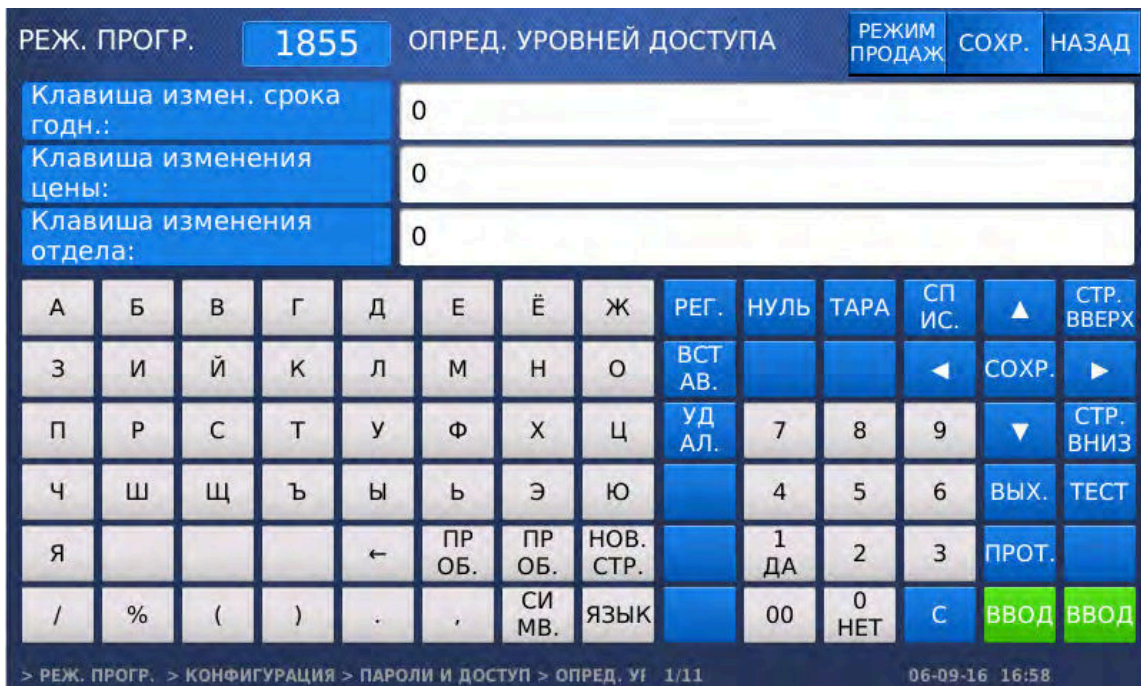 РЕЖ. ПРОГР. 1855 ОПРЕД. УРОВНЕЙ ДОСТУПА РЕЖИМ ПРОДАЖ СОХР. НАЗАД
Клавиша измен. срока
годн.: 0
Клавиша изменения
цены: 0
Клавиша изменения
отдела: 0
А Б В Г Д Е Ё Ж РЕГ. НУЛЬ ТАРА СП ИС. ▲ СТР. ВВЕРХ
З И Й К Л М Н О ВСТ АВ. ◀ СОХР. ▶
П Р С Т У Ф Х Ц УД АЛ. 7 8 9 ▼ СТР. ВНИЗ
Ч Ш Щ Ъ Ы Ь Э Ю 4 5 6 ВЫХ. ТЕСТ
Я ← ПР ОБ. ПР ОБ. НОВ. СТР. 1 ДА 2 3 ПРОТ.
/ % ( ) . , СИ МВ. ЯЗЫК 00 0 НЕТ С ВВОД ВВОД
> РЕЖ. ПРОГР. > КОНФИГУРАЦИЯ > ПАРОЛИ И ДОСТУП > ОПРЕД. УР 1/11 06-09-16 16:58